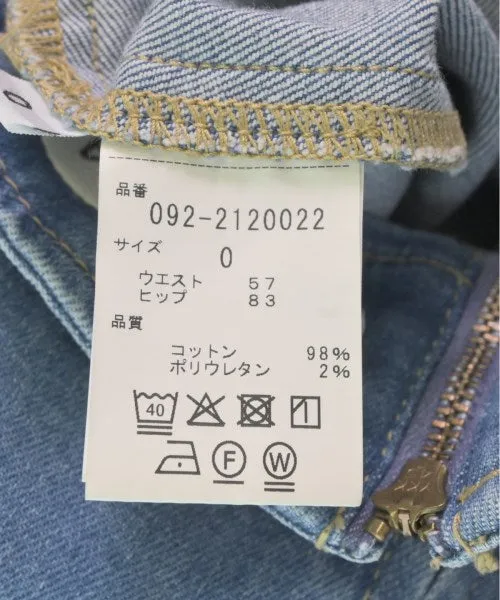 品番
092-2120022
サイズ
0
ウエスト 57
ヒップ 83
品質
コットン 98%
ポリウレタン 2%
40
F W